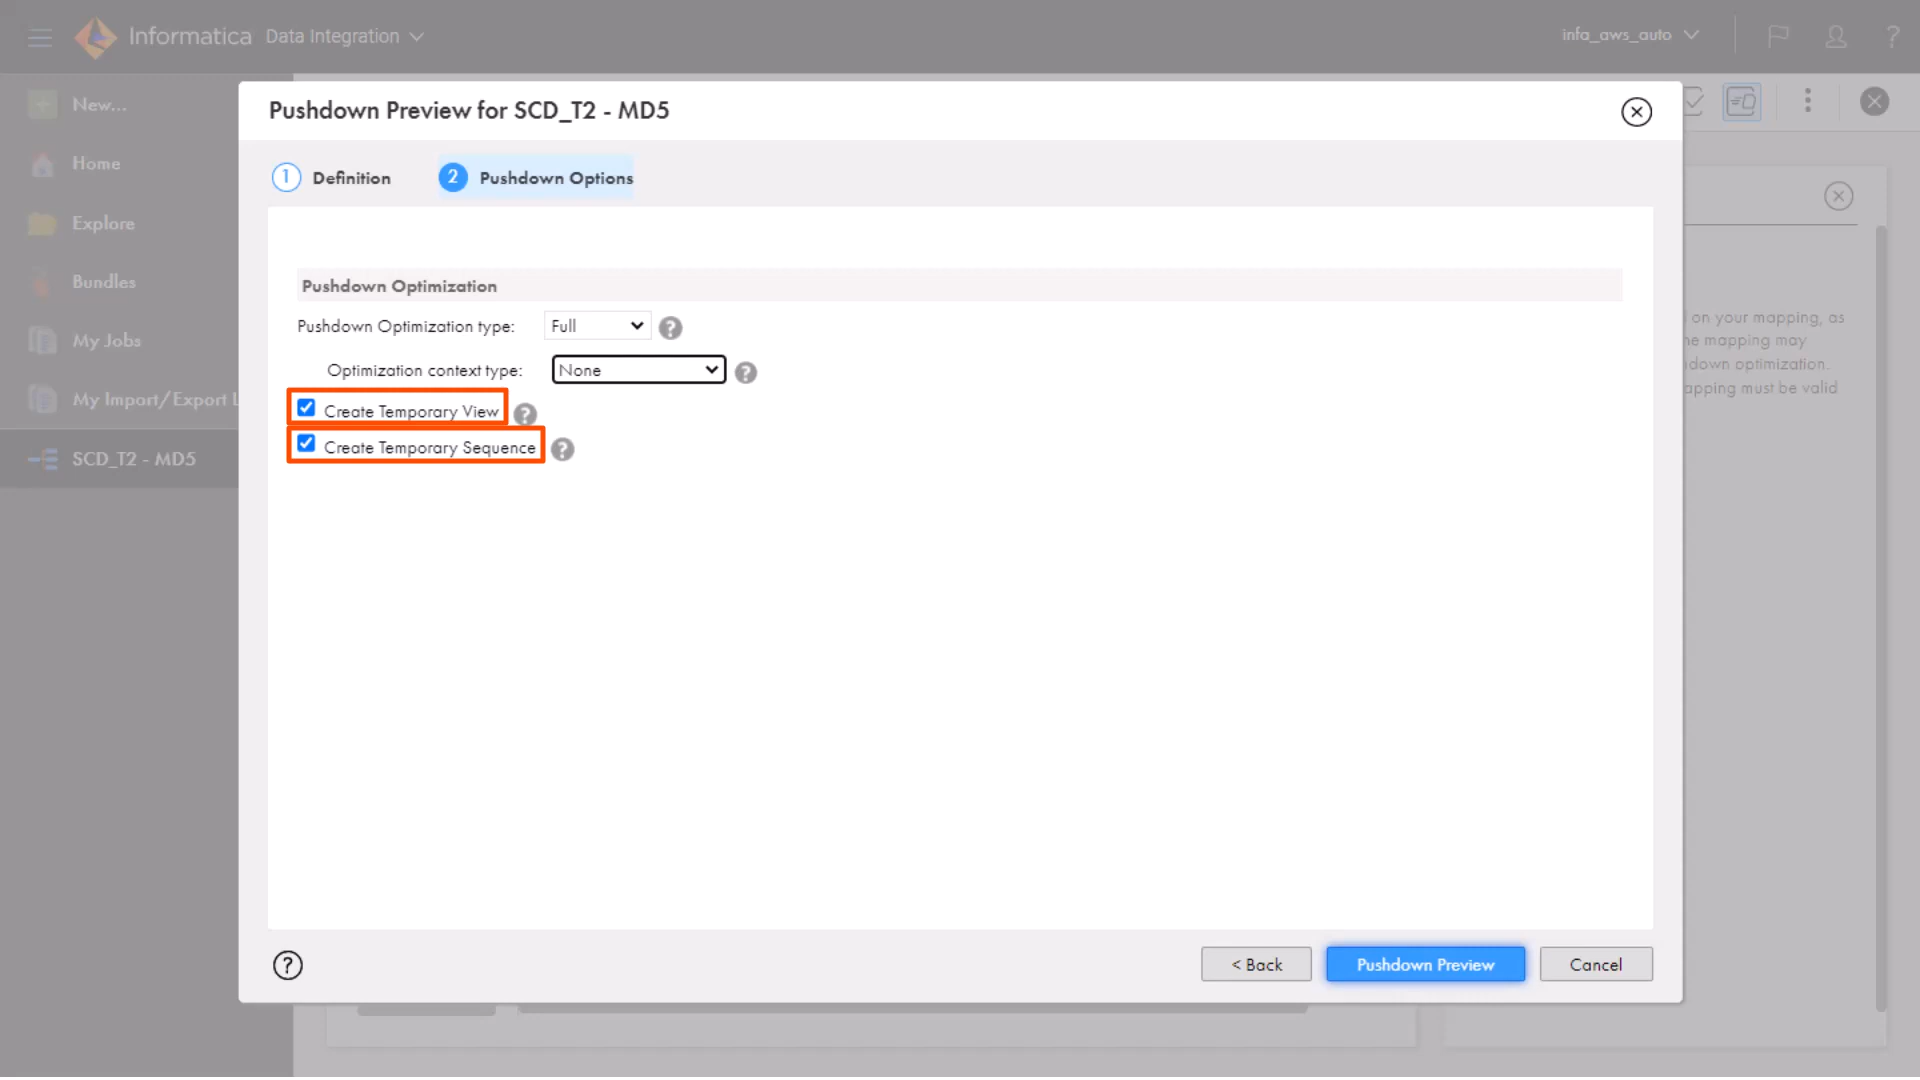 Informatica Data Integration
infa_aws_auto
?
New...
Home
Explore
Bundles
My Jobs
My Import/Export L
SCD_T2 - MD5
Pushdown Preview for SCD_T2 - MD5
1 Definition
2 Pushdown Options
Pushdown Optimization
Pushdown Optimization type: Full ?
Optimization context type: None ?
Create Temporary View ?
Create Temporary Sequence ?
on your mapping, as
he mapping may
down optimization.
apping must be valid
?
< Back
Pushdown Preview
Cancel